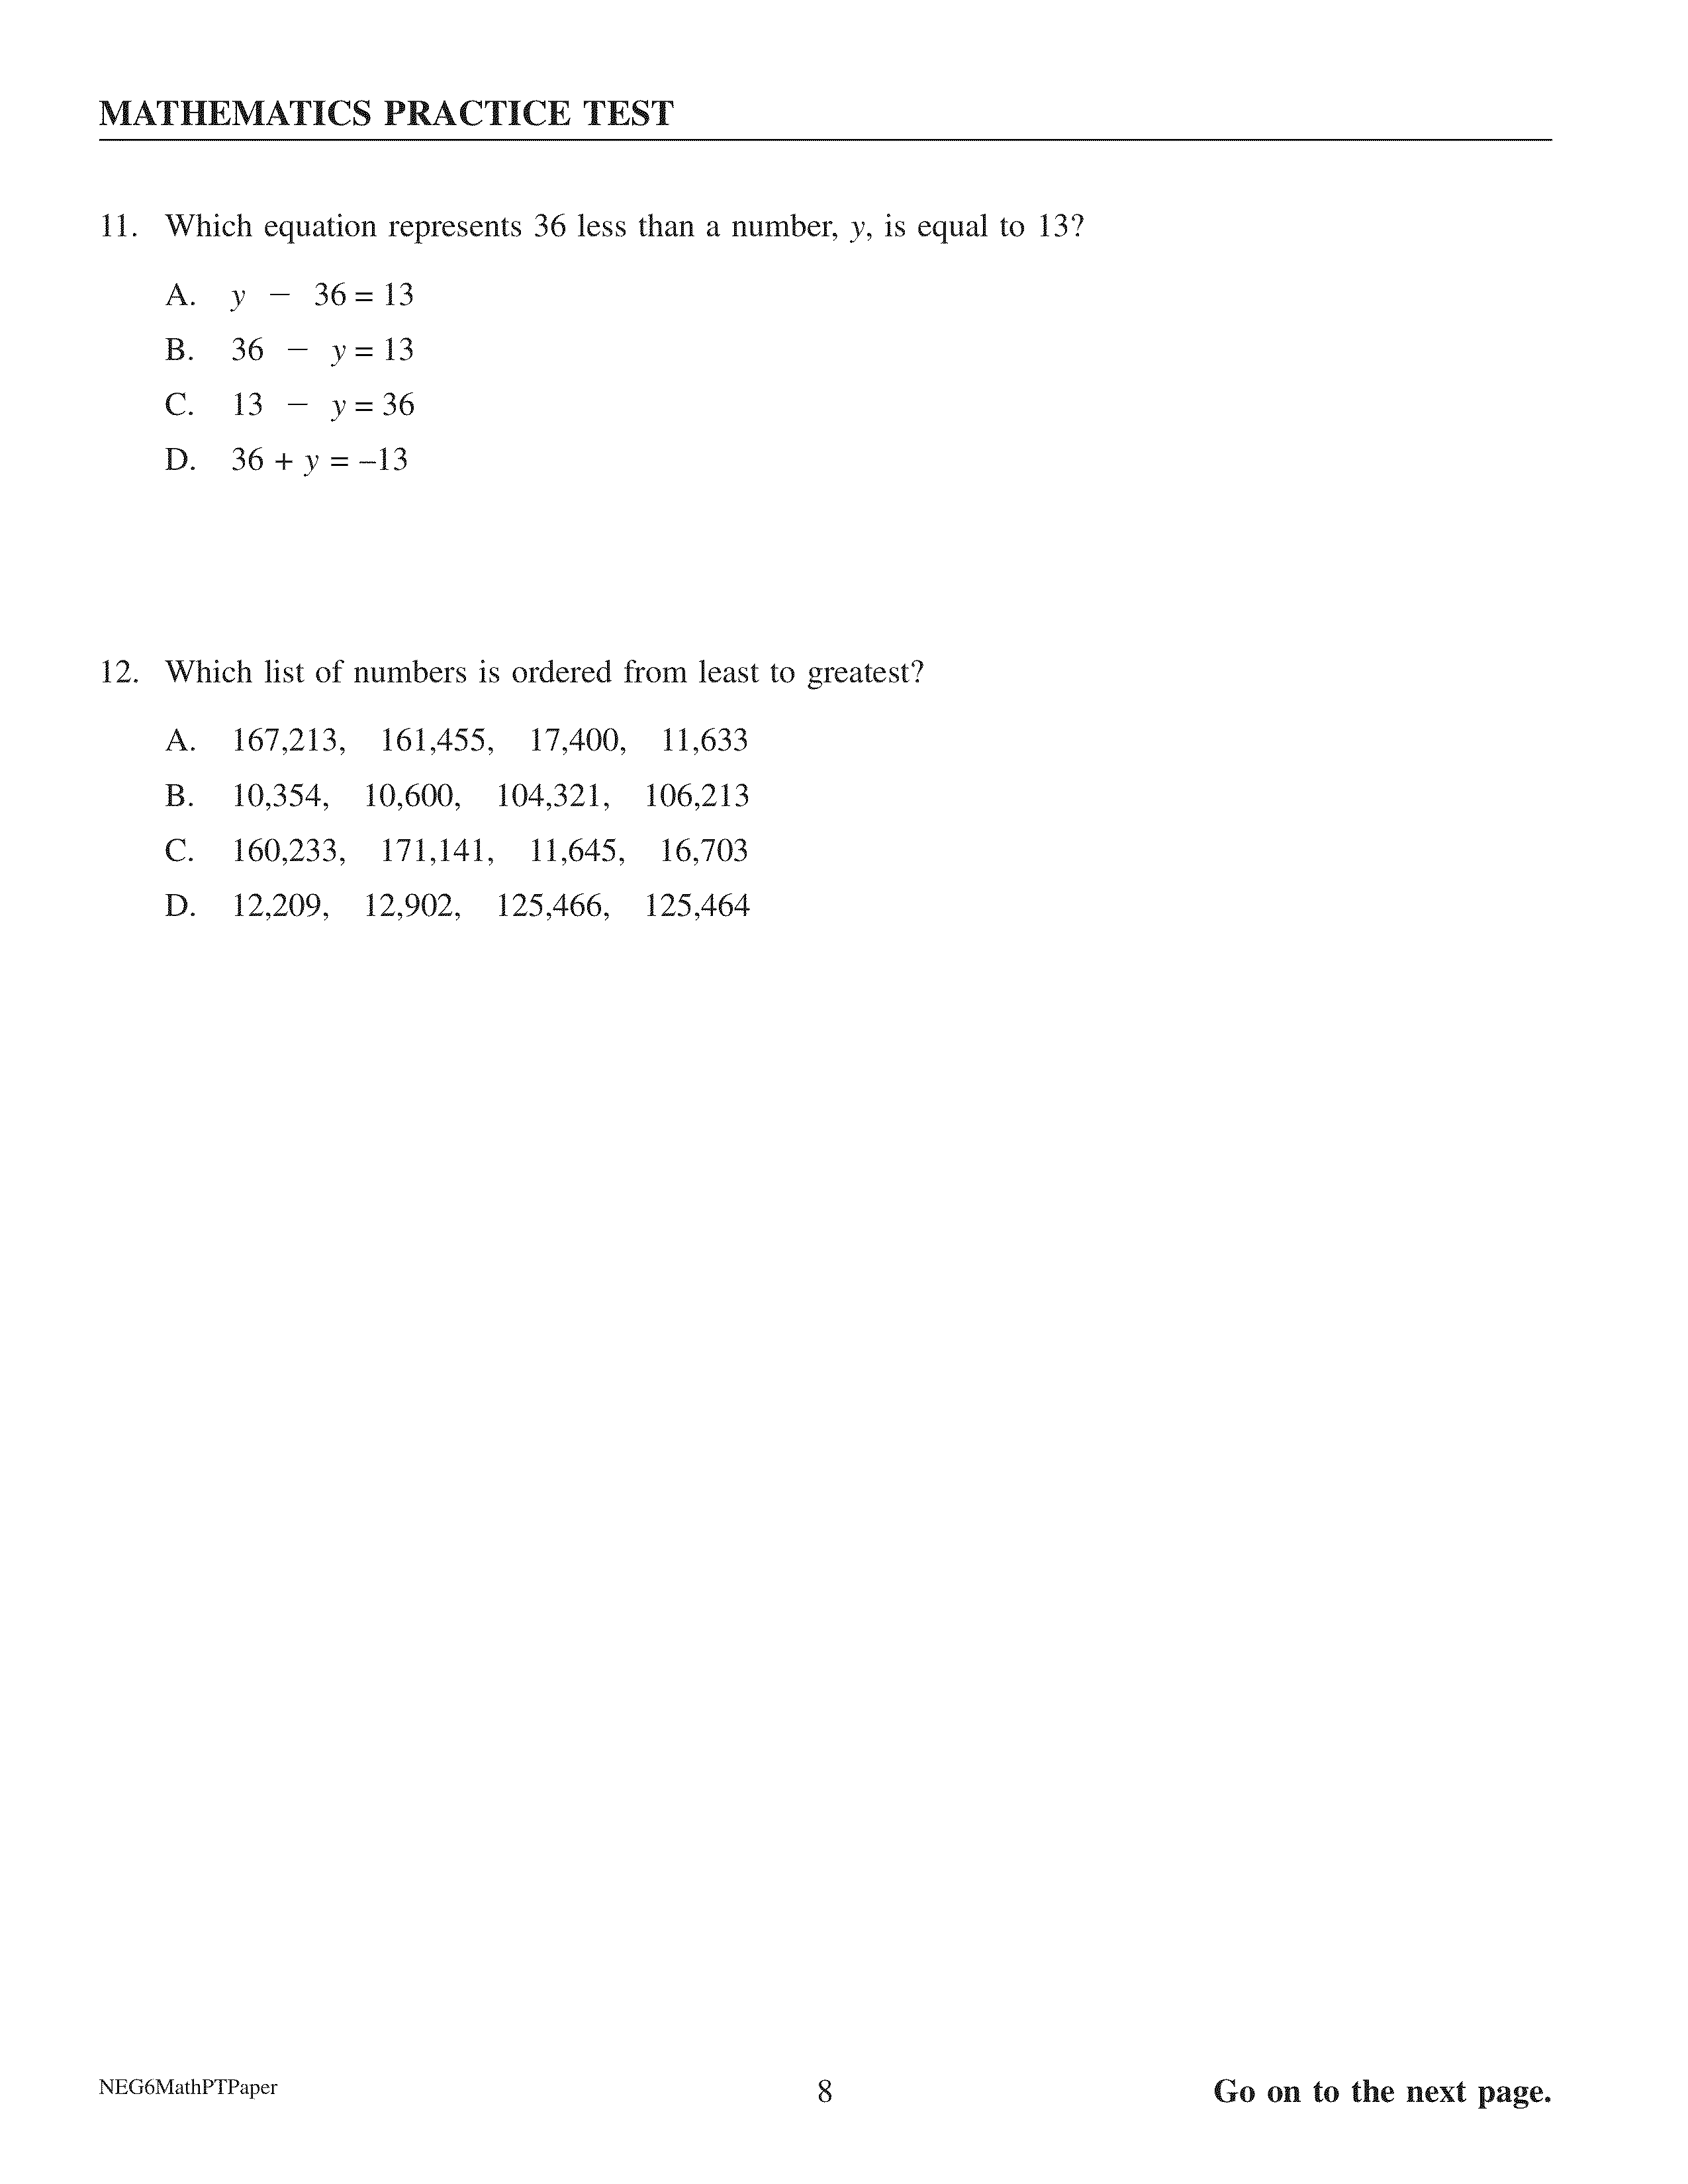 MATHEMATICS PRACTICE TEST
11. Which equation represents 36 less than a number, y, is equal to 13?
A. y − 36 = 13
B. 36 − y = 13
C. 13 − y = 36
D. 36 + y = –13
12. Which list of numbers is ordered from least to greatest?
A. 167,213, 161,455, 17,400, 11,633
B. 10,354, 10,600, 104,321, 106,213
C. 160,233, 171,141, 11,645, 16,703
D. 12,209, 12,902, 125,466, 125,464
NEG6MathPTPaper 8 Go on to the next page.